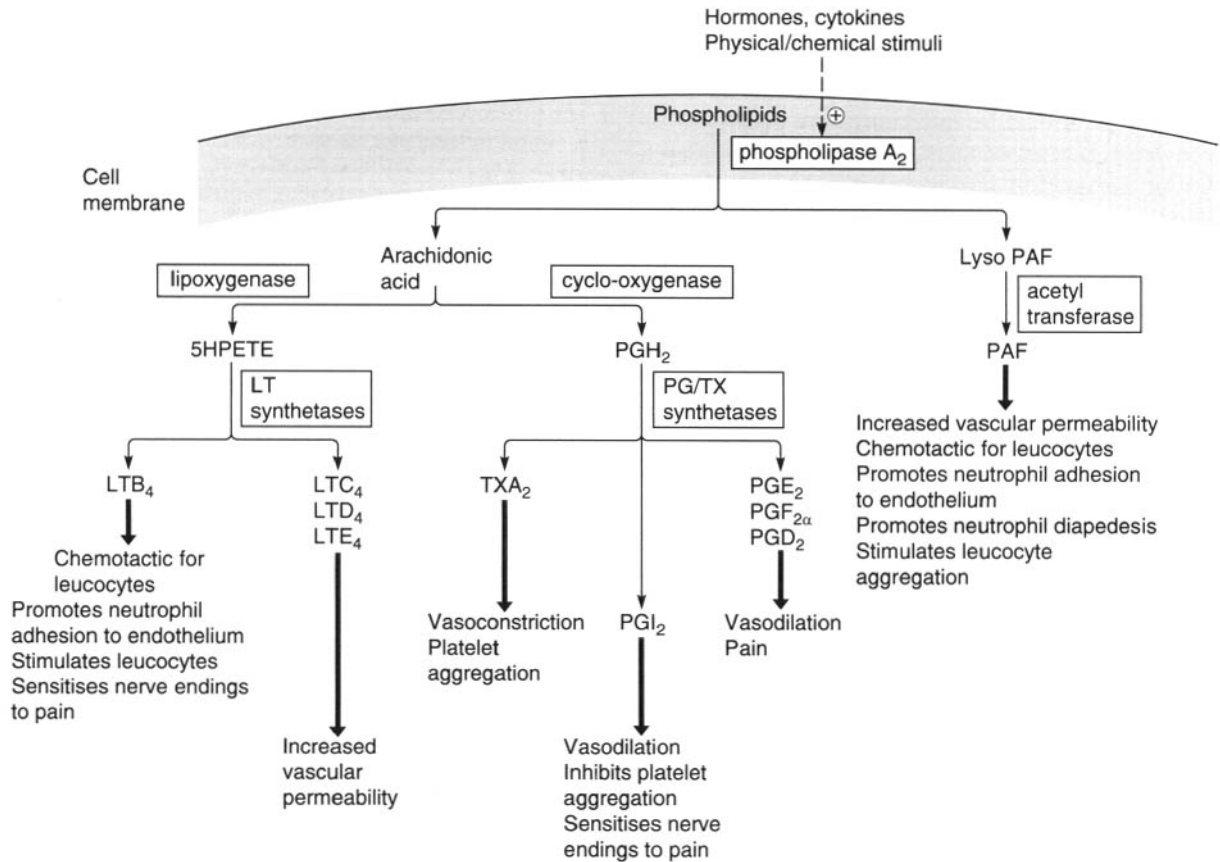 Hormones, cytokines
Physical/chemical stimuli
Phospholipids
⊕
phospholipase A₂
Cell
membrane
Arachidonic
acid
Lyso PAF
lipoxygenase
cyclo-oxygenase
acetyl
transferase
5HPETE
PGH₂
PAF
LT
synthetases
PG/TX
synthetases
Increased vascular permeability
Chemotactic for leucocytes
Promotes neutrophil adhesion
to endothelium
Promotes neutrophil diapedesis
Stimulates leucocyte
aggregation
LTB₄
LTC₄
LTD₄
LTE₄
TXA₂
PGE₂
PGF₂α
PGD₂
Chemotactic for
leucocytes
Promotes neutrophil
adhesion to endothelium
Stimulates leucocytes
Sensitises nerve endings
to pain
Vasoconstriction
Platelet
aggregation
PGI₂
Vasodilation
Pain
Increased
vascular
permeability
Vasodilation
Inhibits platelet
aggregation
Sensitises nerve
endings to pain